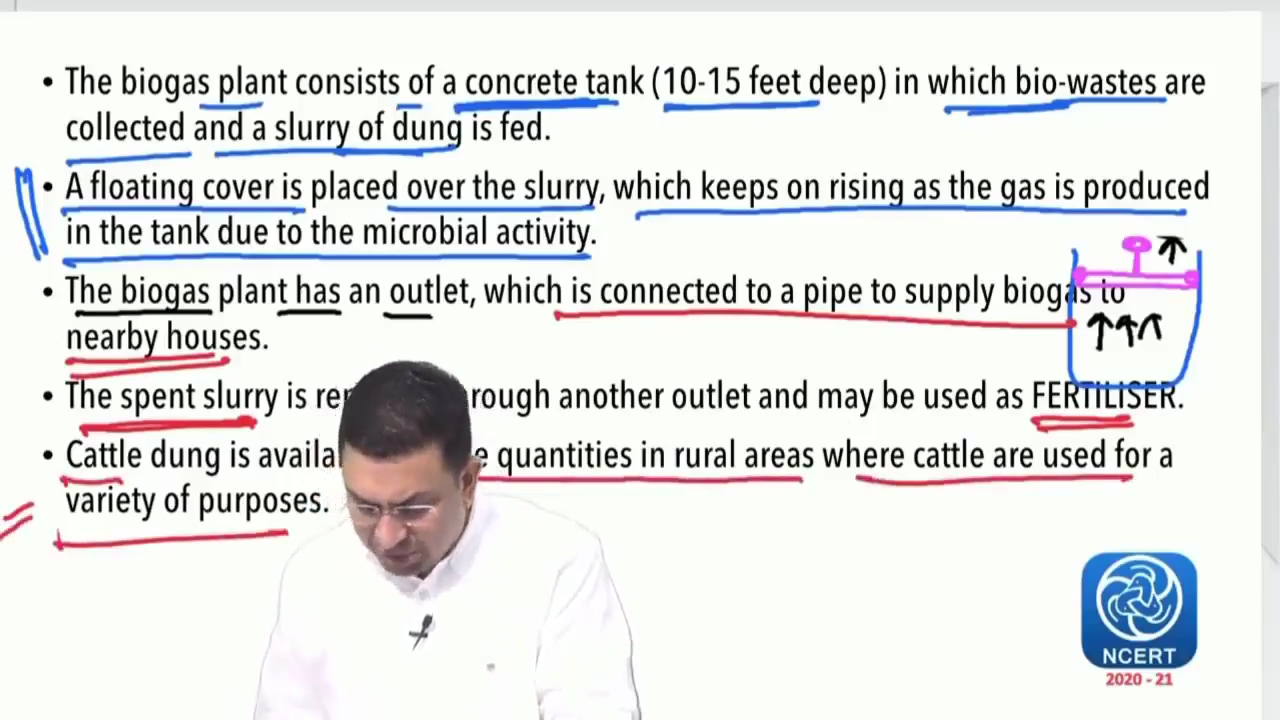 • The biogas plant consists of a concrete tank (10-15 feet deep) in which bio-wastes are
collected and a slurry of dung is fed.
• A floating cover is placed over the slurry, which keeps on rising as the gas is produced
in the tank due to the microbial activity.
• The biogas plant has an outlet, which is connected to a pipe to supply biogas to
nearby houses.
• The spent slurry is rough another outlet and may be used as FERTILISER.
• Cattle dung is quantities in rural areas where cattle are used for a
variety of purposes.
NCERT
2020 - 21